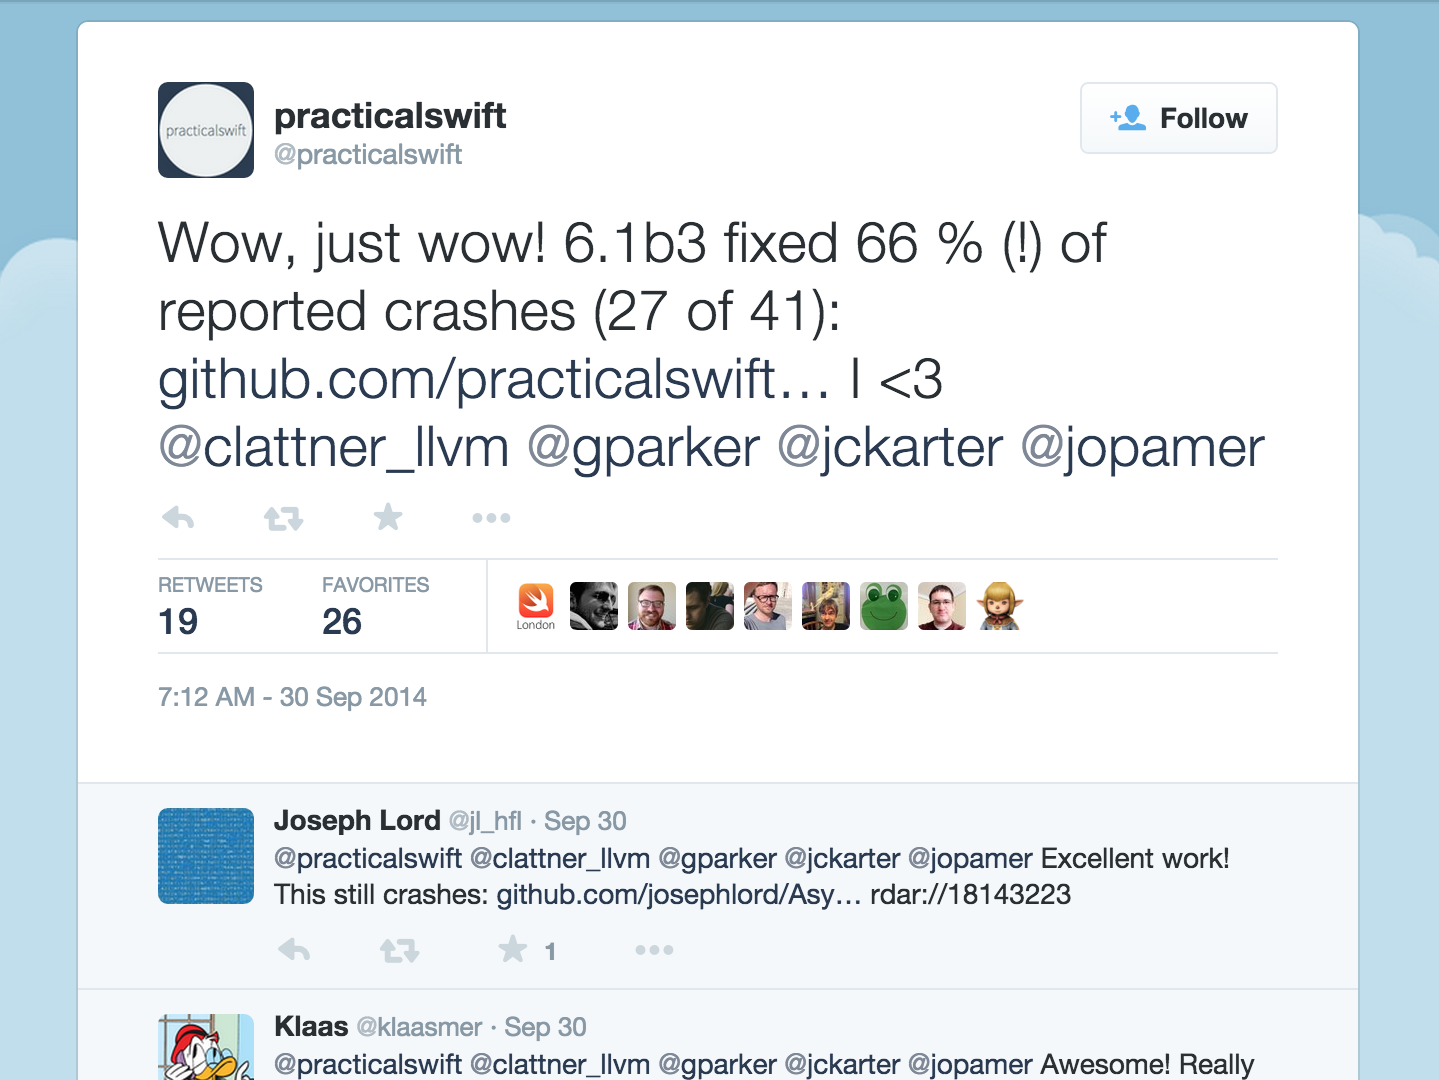 practicalswift
practicalswift
@practicalswift
Follow
Wow, just wow! 6.1b3 fixed 66 % (!) of
reported crashes (27 of 41):
github.com/practicalswift… I <3
@clattner_llvm @gparker @jckarter @jopamer
RETWEETS FAVORITES
19 26
London
7:12 AM - 30 Sep 2014
Joseph Lord @jl_hfl · Sep 30
@practicalswift @clattner_llvm @gparker @jckarter @jopamer Excellent work!
This still crashes: github.com/josephlord/Asy… rdar://18143223
1
Klaas @klaasmer · Sep 30
@practicalswift @clattner_llvm @gparker @jckarter @jopamer Awesome! Really